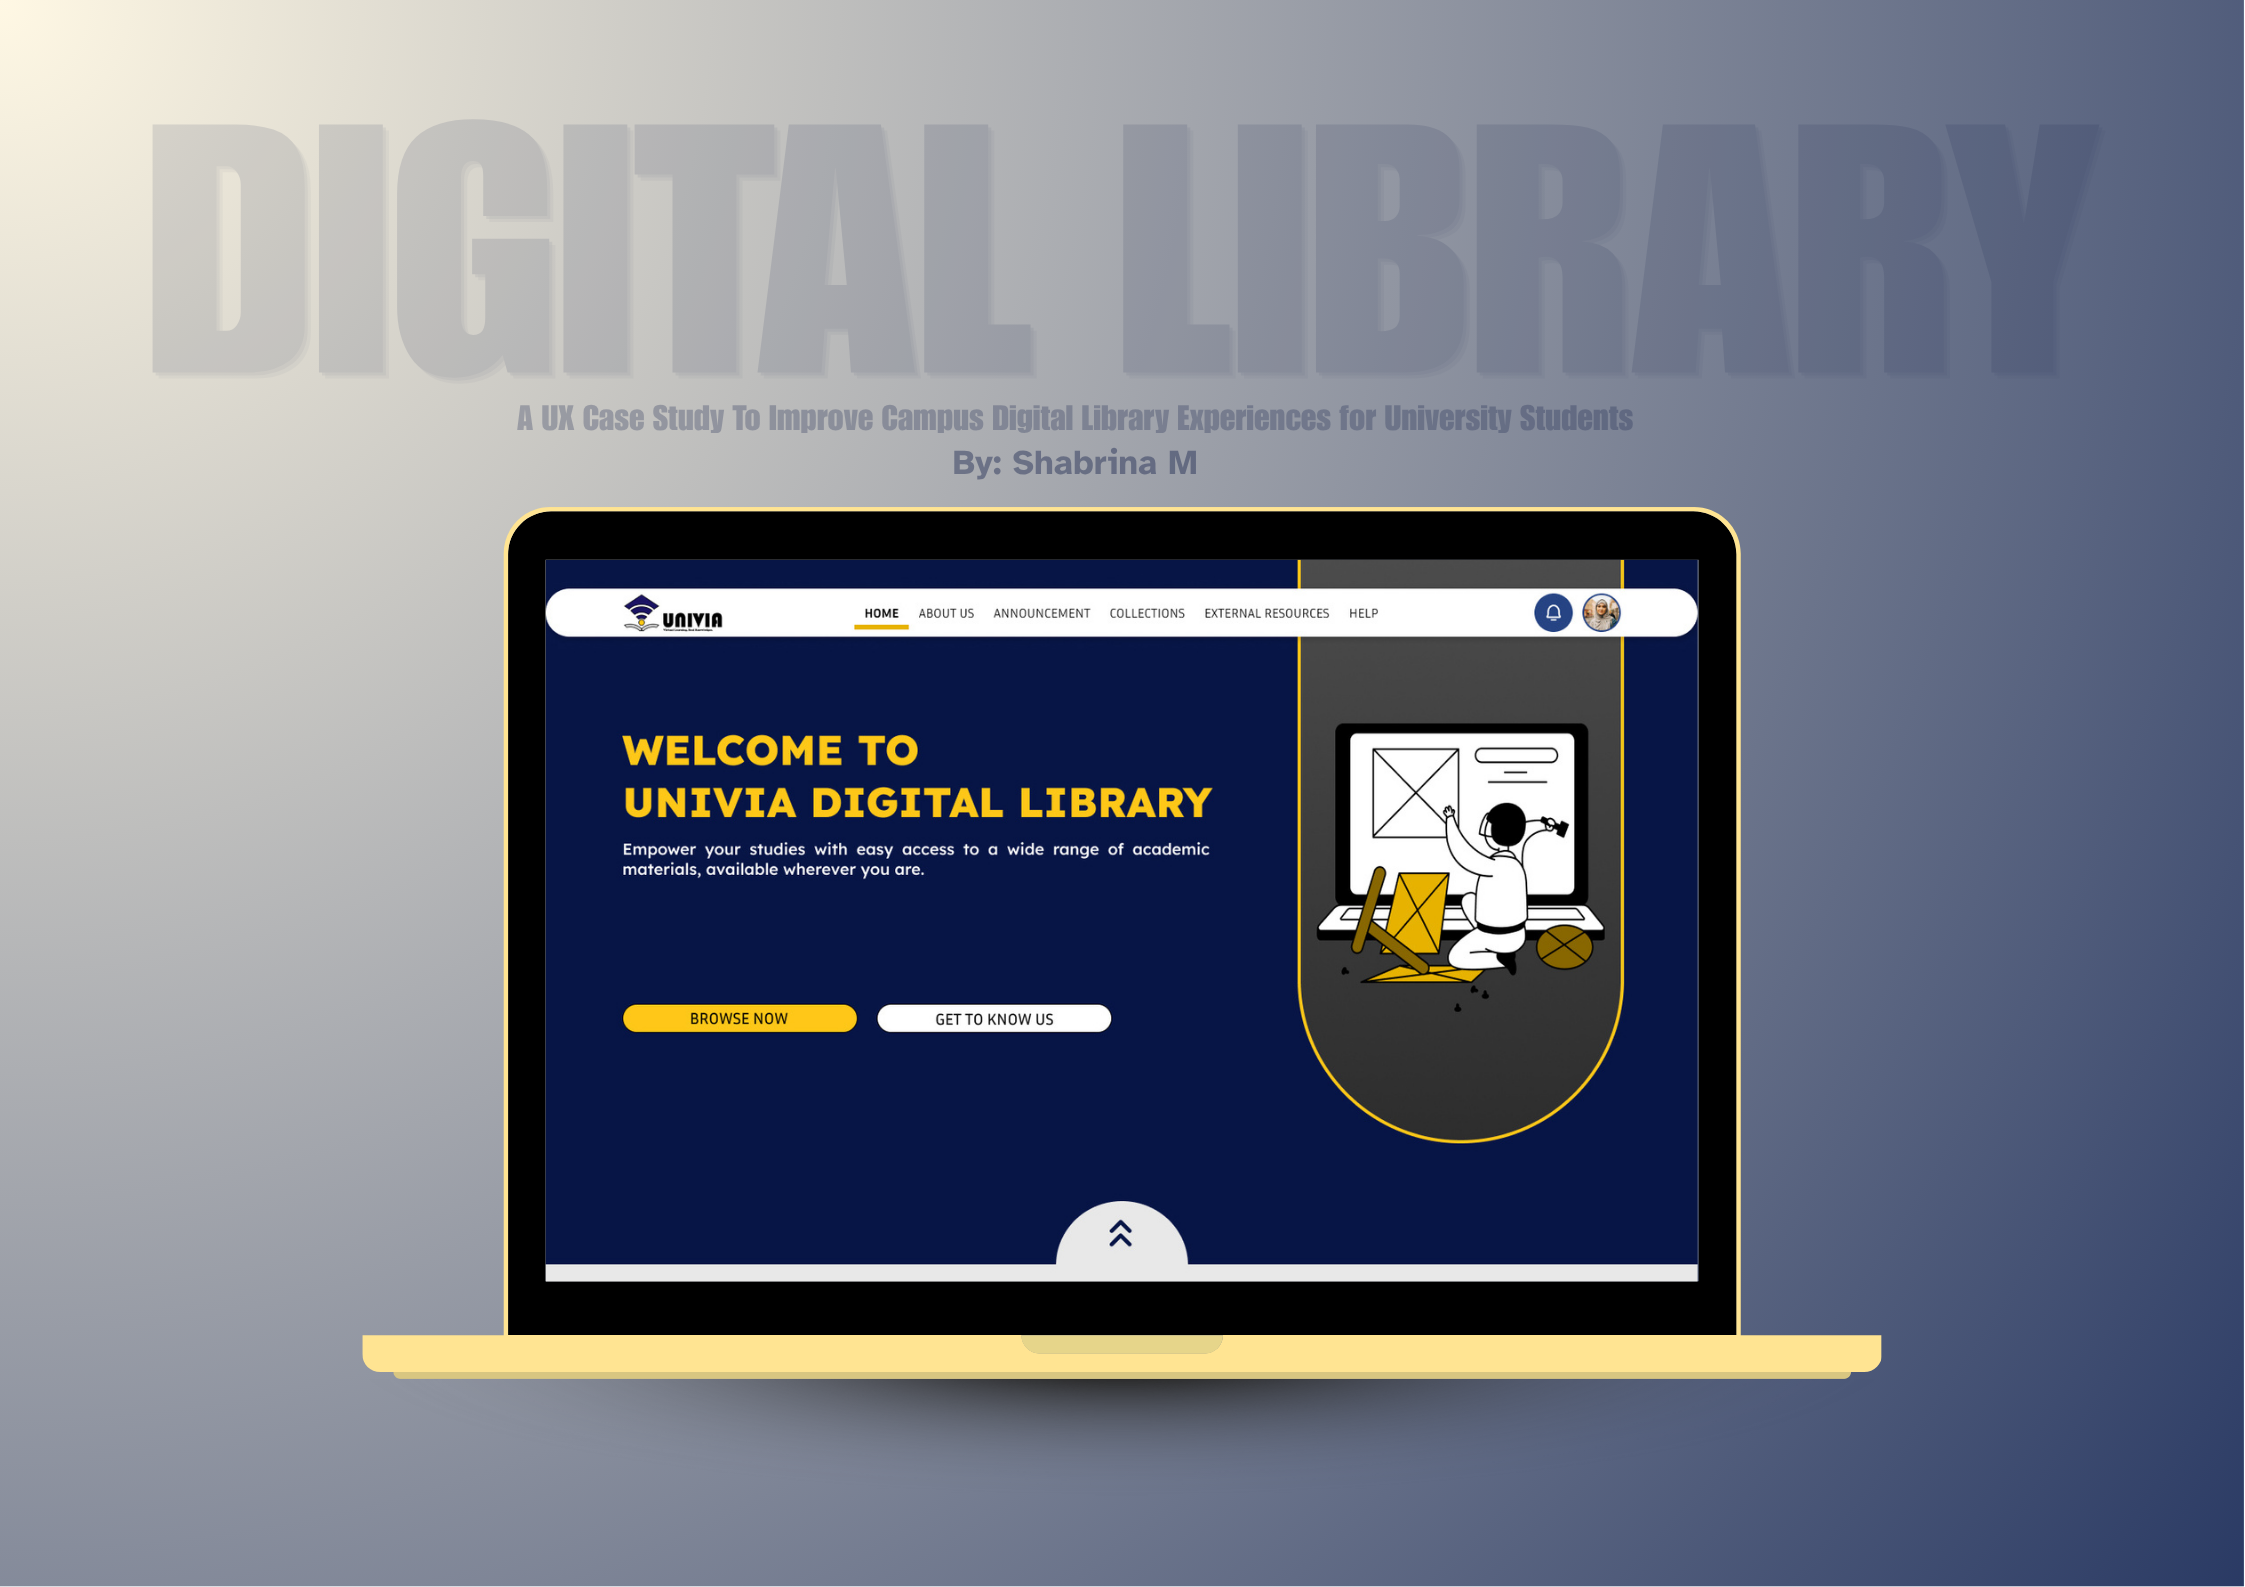 DIGITAL LIBRARY
A UX Case Study To Improve Campus Digital Library Experiences for University Students
By: Shabrina M
UNIVIA
HOME ABOUT US ANNOUNCEMENT COLLECTIONS EXTERNAL RESOURCES HELP
WELCOME TO
UNIVIA DIGITAL LIBRARY
Empower your studies with easy access to a wide range of academic
materials, available wherever you are.
BROWSE NOW GET TO KNOW US